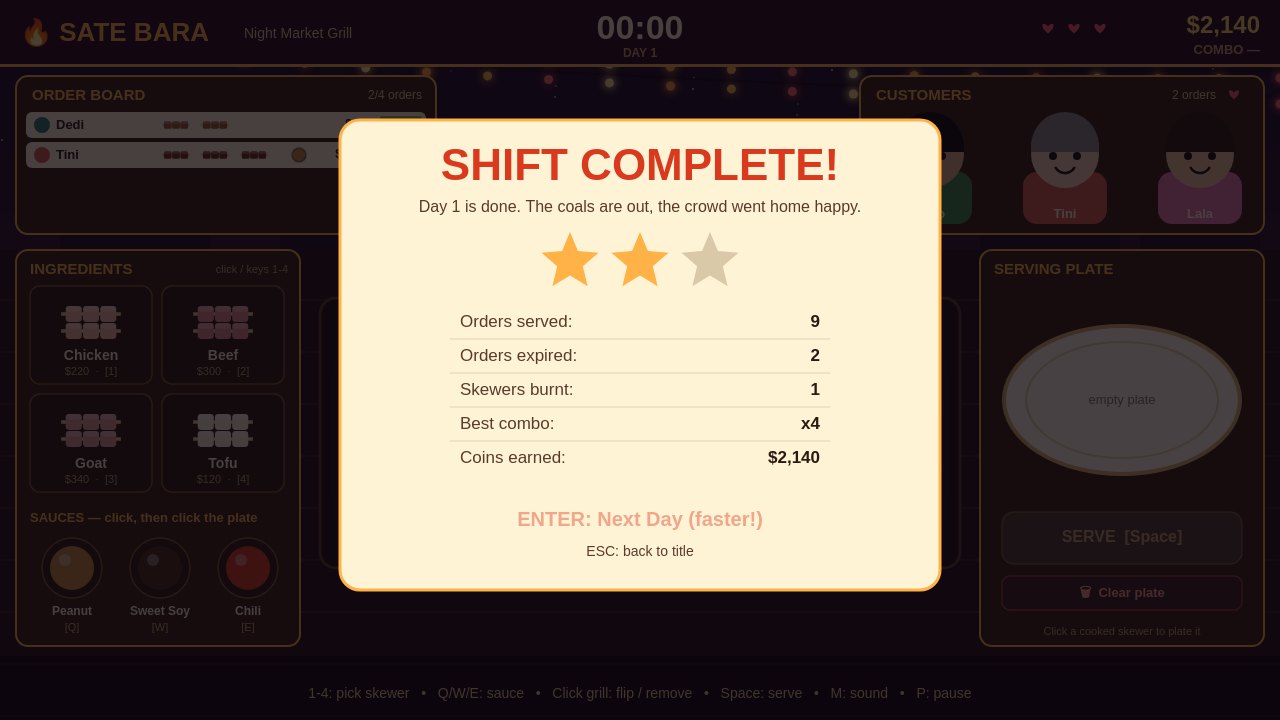 🔥 SATE BARA
Night Market Grill
00:00
DAY 1
$2,140
COMBO —
ORDER BOARD
2/4 orders
Dedi
Tini
CUSTOMERS
2 orders
Tini
Lala
INGREDIENTS
click / keys 1-4
Chicken
$220 · [1]
Beef
$300 · [2]
Goat
$340 · [3]
Tofu
$120 · [4]
SAUCES — click, then click the plate
Peanut
[Q]
Sweet Soy
[W]
Chili
[E]
SHIFT COMPLETE!
Day 1 is done. The coals are out, the crowd went home happy.
Orders served: 9
Orders expired: 2
Skewers burnt: 1
Best combo: x4
Coins earned: $2,140
ENTER: Next Day (faster!)
ESC: back to title
SERVING PLATE
empty plate
SERVE [Space]
Clear plate
Click a cooked skewer to plate it
1-4: pick skewer • Q/W/E: sauce • Click grill: flip / remove • Space: serve • M: sound • P: pause